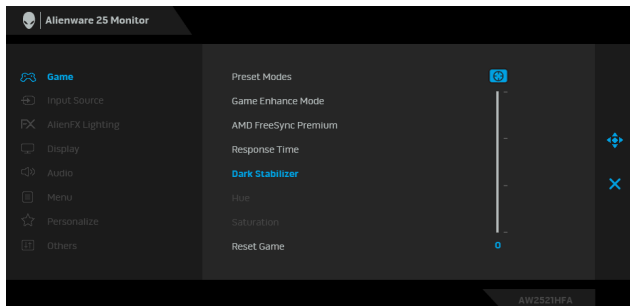 Alienware 25 Monitor
Game
Input Source
AlienFX Lighting
Display
Audio
Menu
Personalize
Others
Preset Modes
Game Enhance Mode
AMD FreeSync Premium
Response Time
Dark Stabilizer
Hue
Saturation
Reset Game
0
AW2521HFA